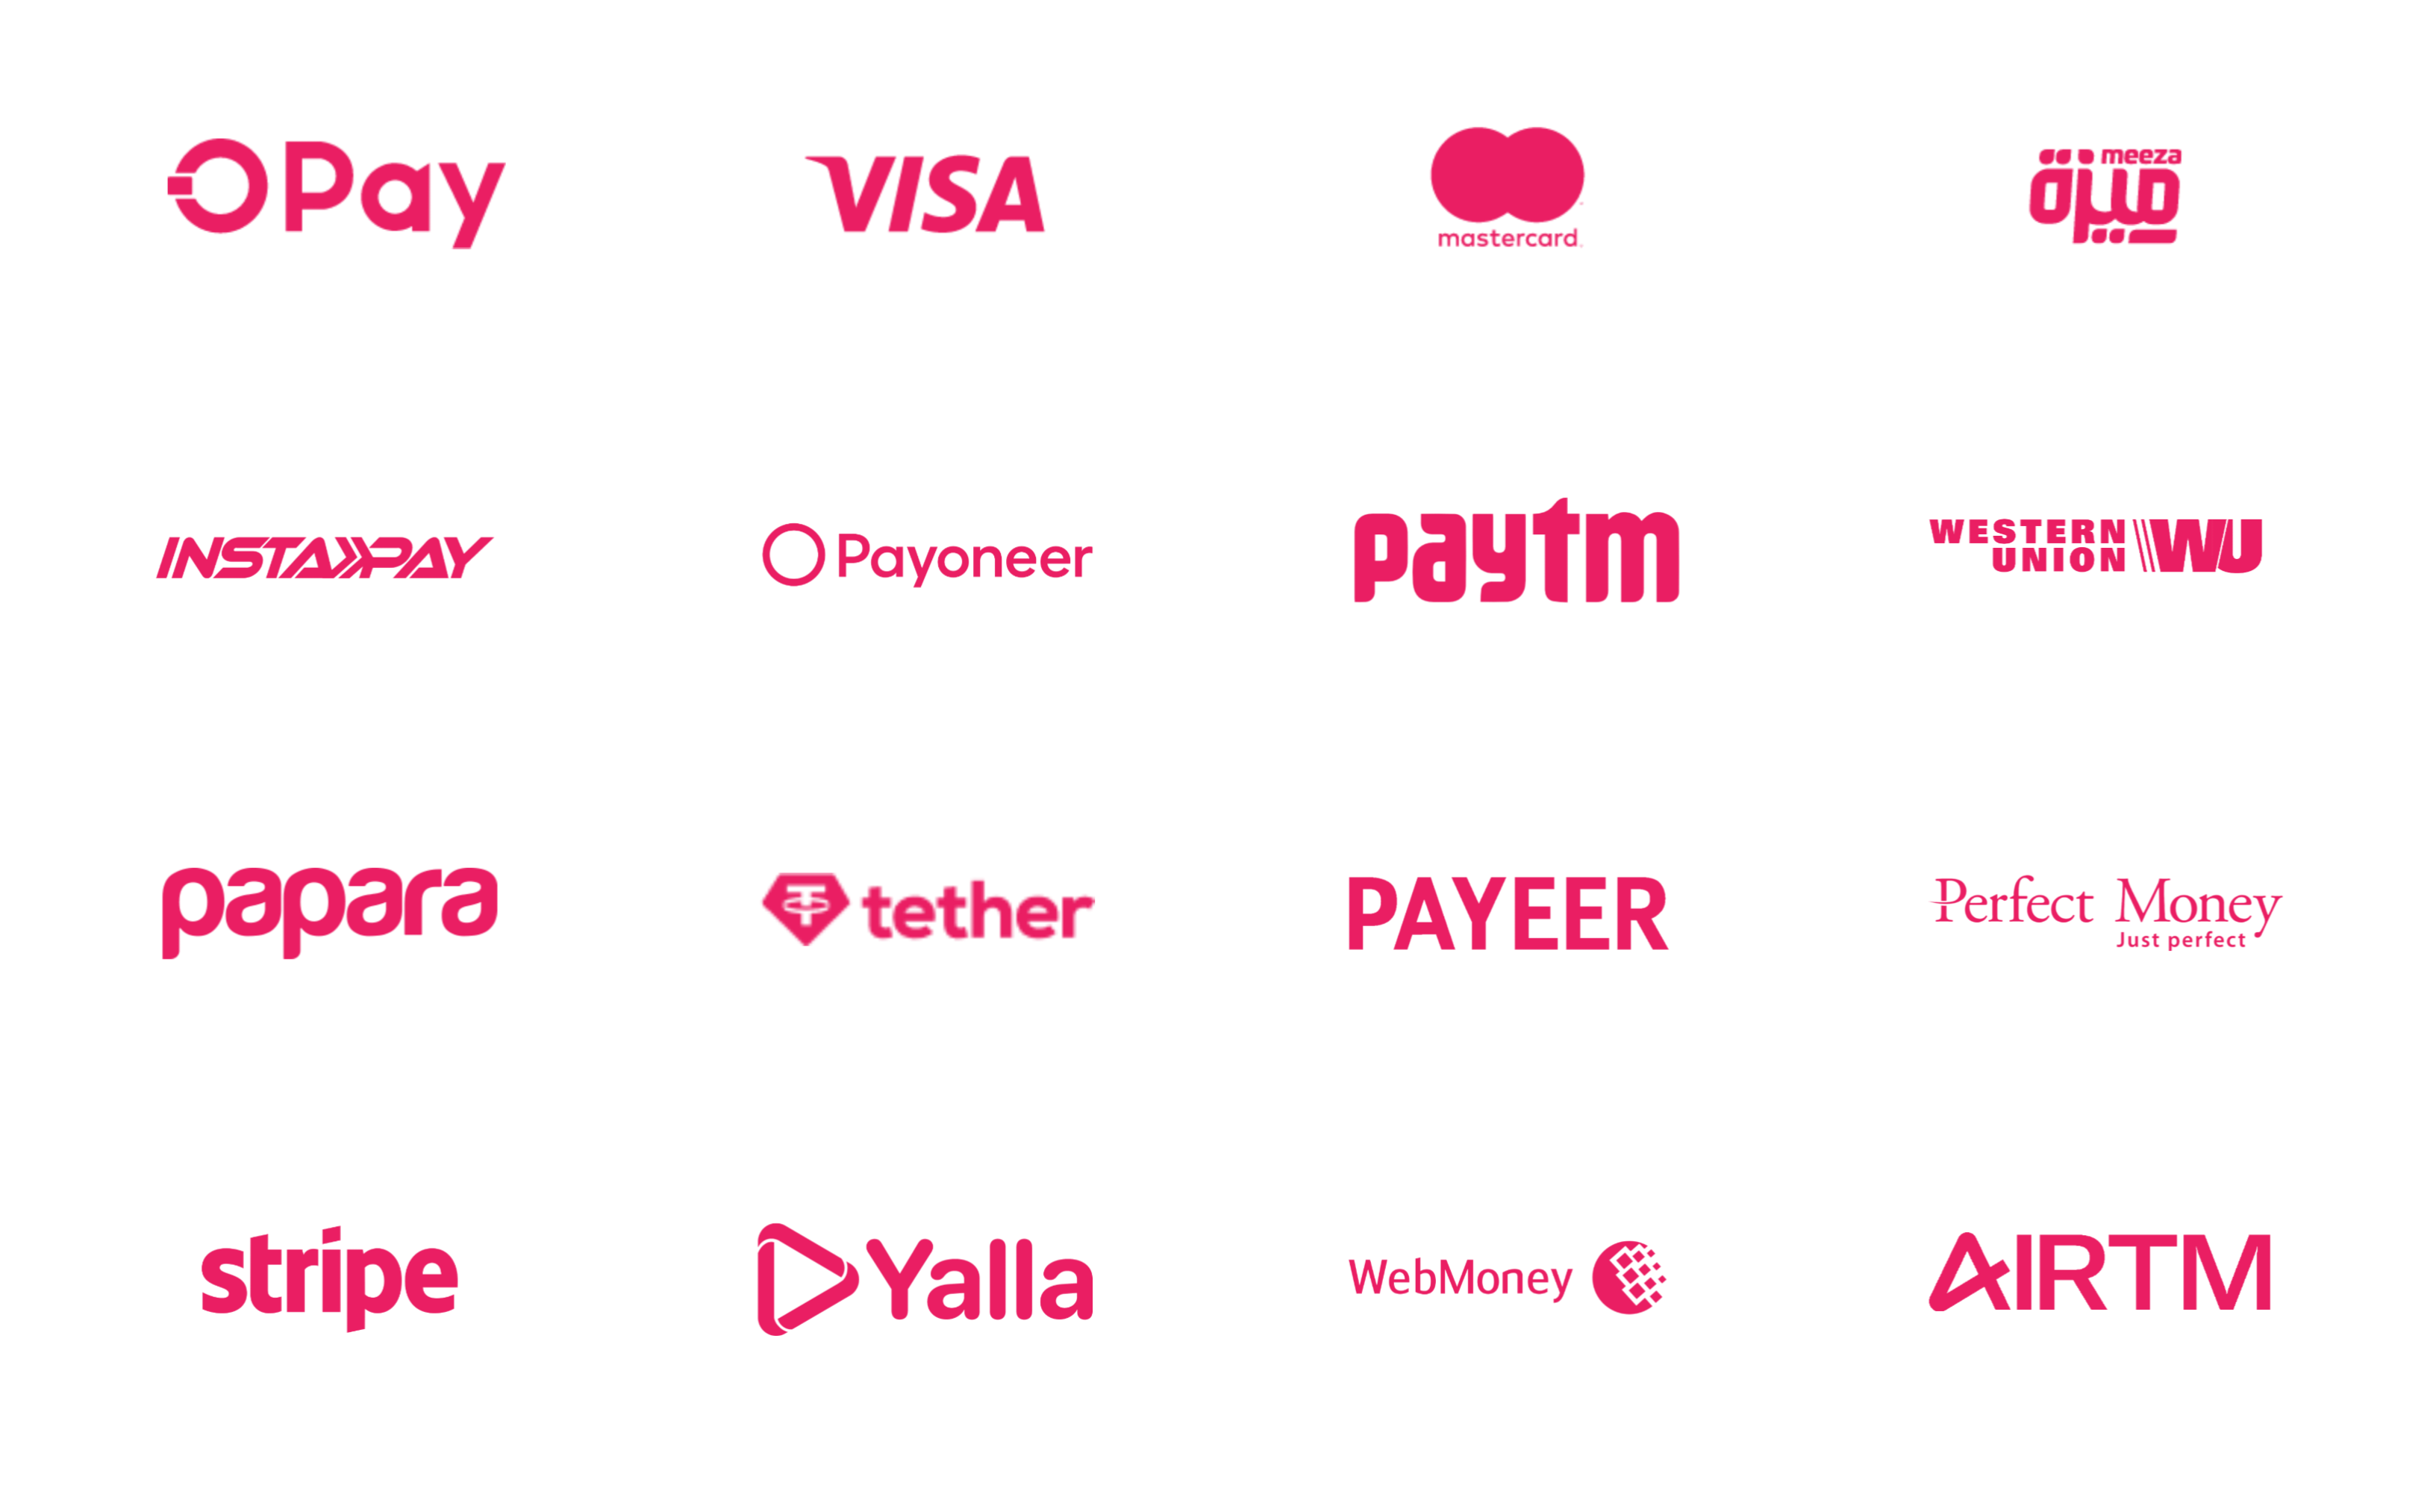 OPay
VISA
mastercard
meeza
ميزة
INSTAPAY
Payoneer
paytm
WESTERN
UNION
WU
papara
tether
PAYEER
Perfect Money
Just perfect
stripe
Yalla
WebMoney
AIRTM